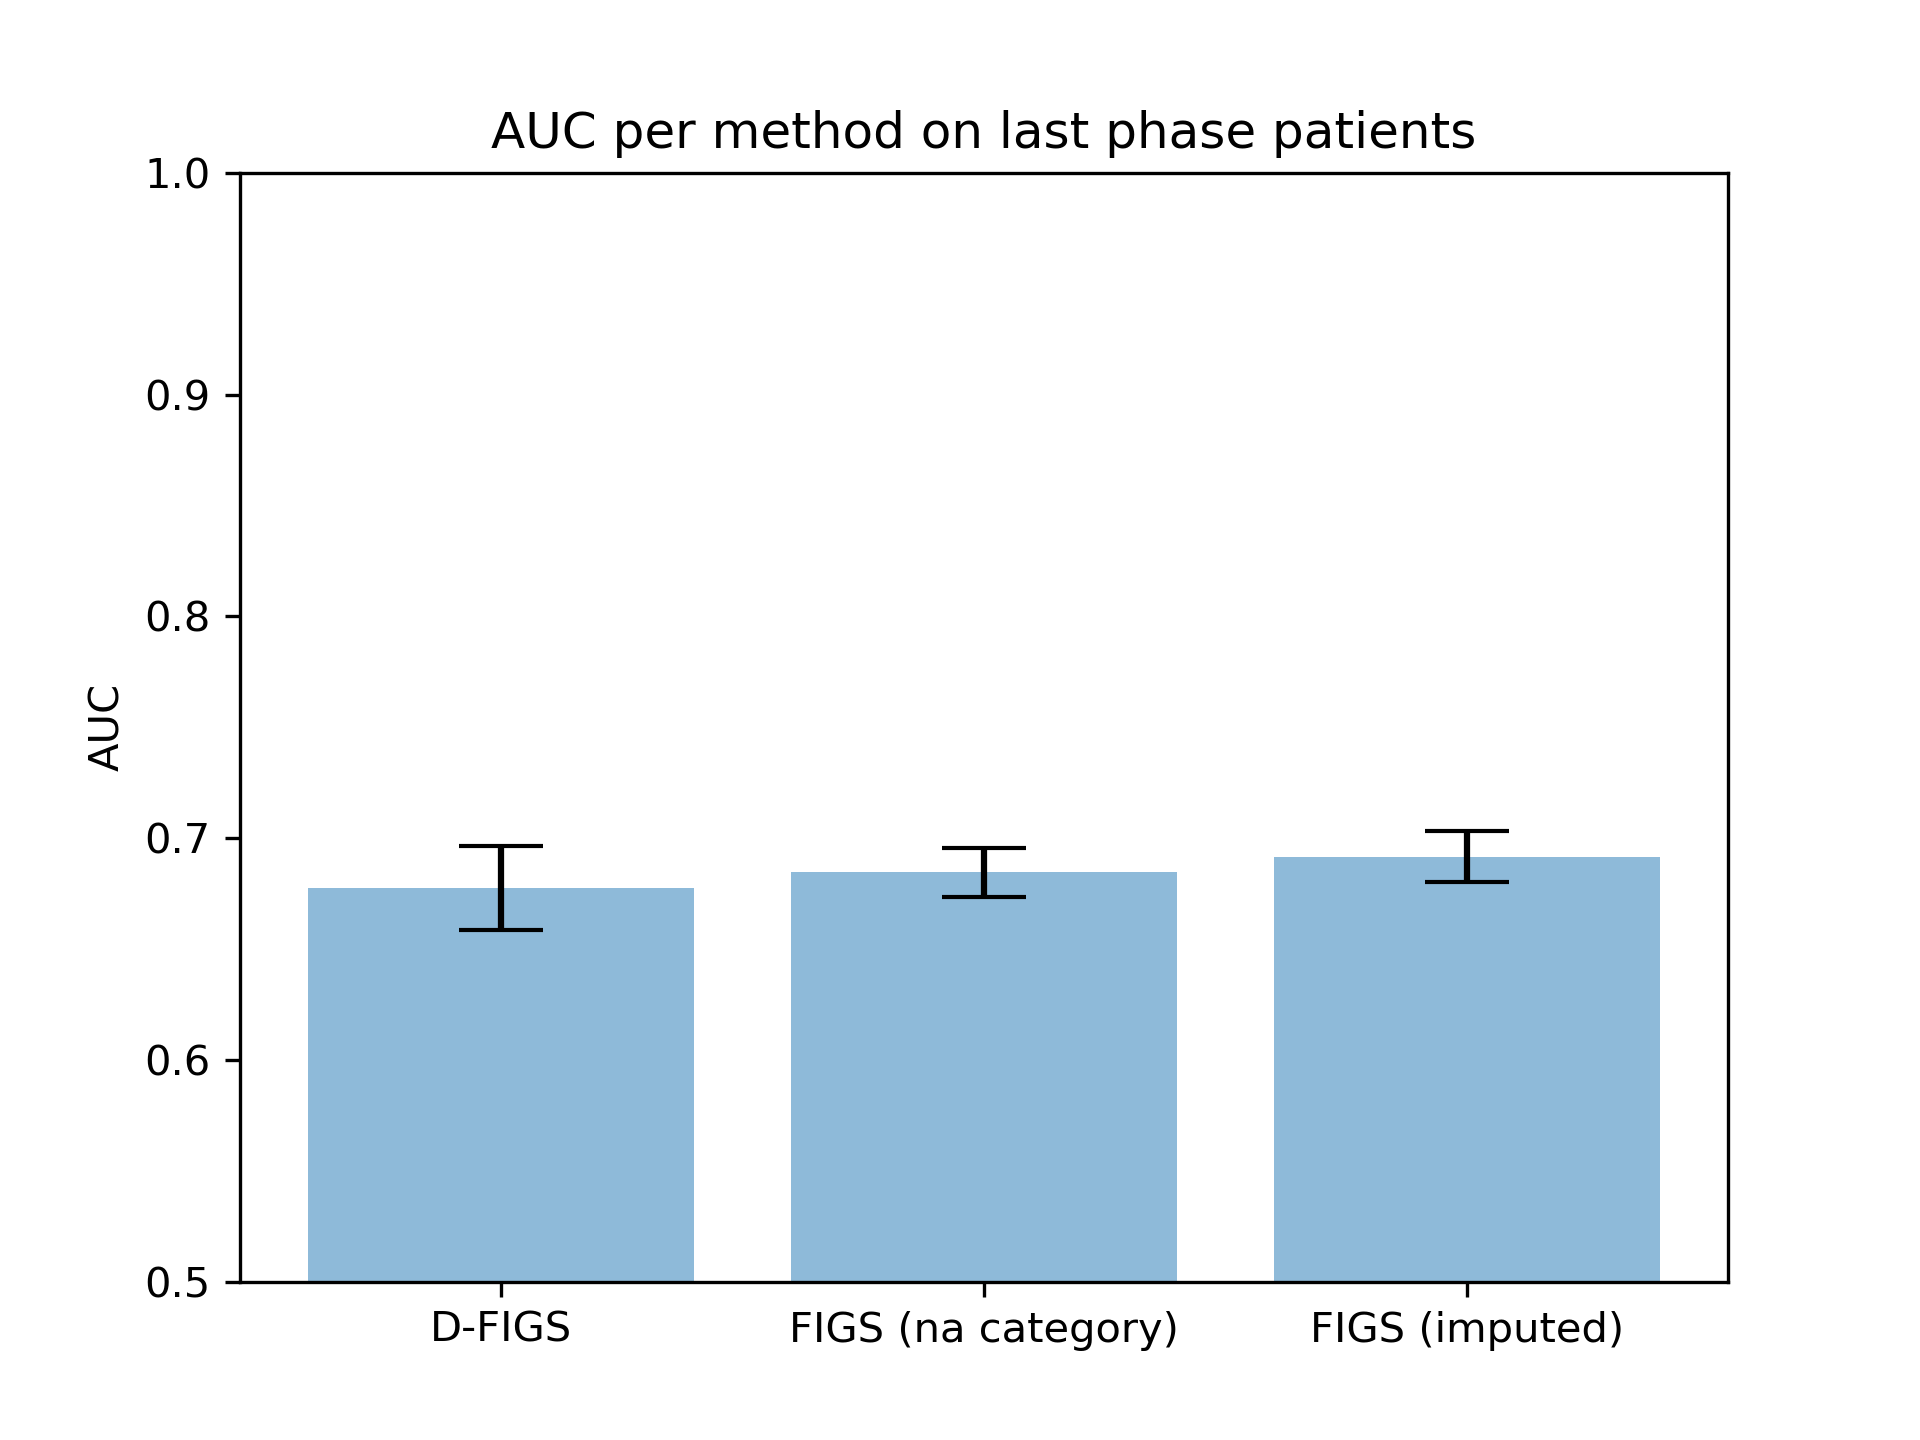 AUC per method on last phase patients
1.0
0.9
0.8
0.7
0.6
0.5
AUC
D-FIGS
FIGS (na category)
FIGS (imputed)